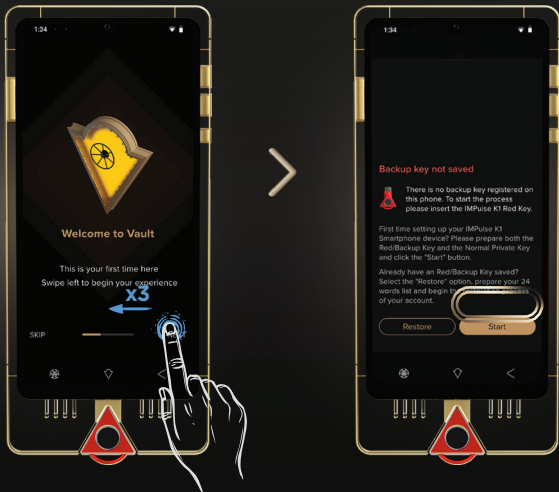 1:34
Welcome to Vault
This is your first time here
Swipe left to begin your experience
x3
SKIP
1:34
Backup key not saved
There is no backup key registered on
this phone. To start the process
please insert the IMPulse K1 Red Key.
First time setting up your IMPulse K1
Smartphone device? Please prepare both the
Red/Backup Key and the Normal Private Key
and click the "Start" button.
Already have an Red/Backup Key saved?
Select the "Restore" option, prepare your 24
words list and begin the process
of your account.
Restore
Start